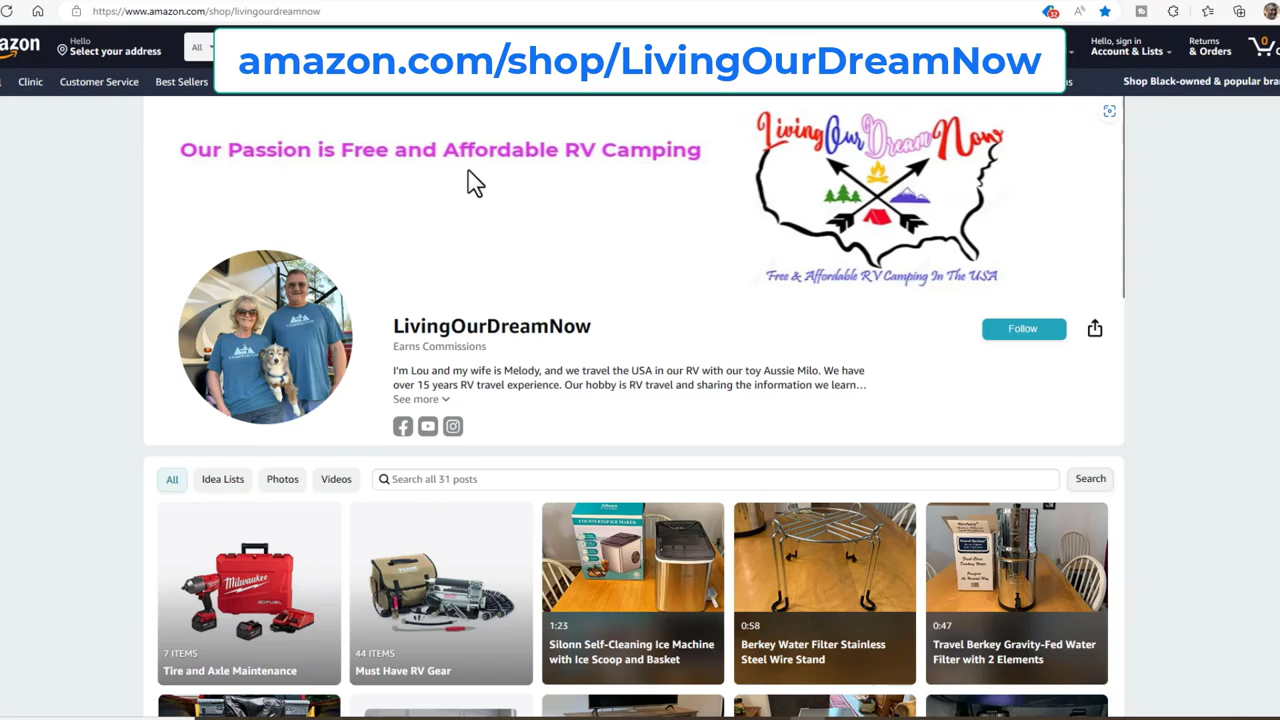 https://www.amazon.com/shop/livingourdreamnow
32
Hello
Select your address
All
Hello, sign in
Account & Lists
Returns
& Orders
0
amazon.com/shop/LivingOurDreamNow
Clinic
Customer Service
Best Sellers
Shop Black-owned & popular bra
Our Passion is Free and Affordable RV Camping
LivingOurDreamNow
Free & Affordable RV Camping In The USA
LivingOurDreamNow
Follow
Earns Commissions
I'm Lou and my wife is Melody, and we travel the USA in our RV with our toy Aussie Milo. We have
over 15 years RV travel experience. Our hobby is RV travel and sharing the information we learn...
See more
All
Idea Lists
Photos
Videos
Search all 31 posts
Search
Milwaukee
7 ITEMS
Tire and Axle Maintenance
44 ITEMS
Must Have RV Gear
COUNTERTOP ICE MAKER
1:23
Silonn Self-Cleaning Ice Machine
with Ice Scoop and Basket
0:58
Berkey Water Filter Stainless
Steel Wire Stand
0:47
Travel Berkey Gravity-Fed Water
Filter with 2 Elements